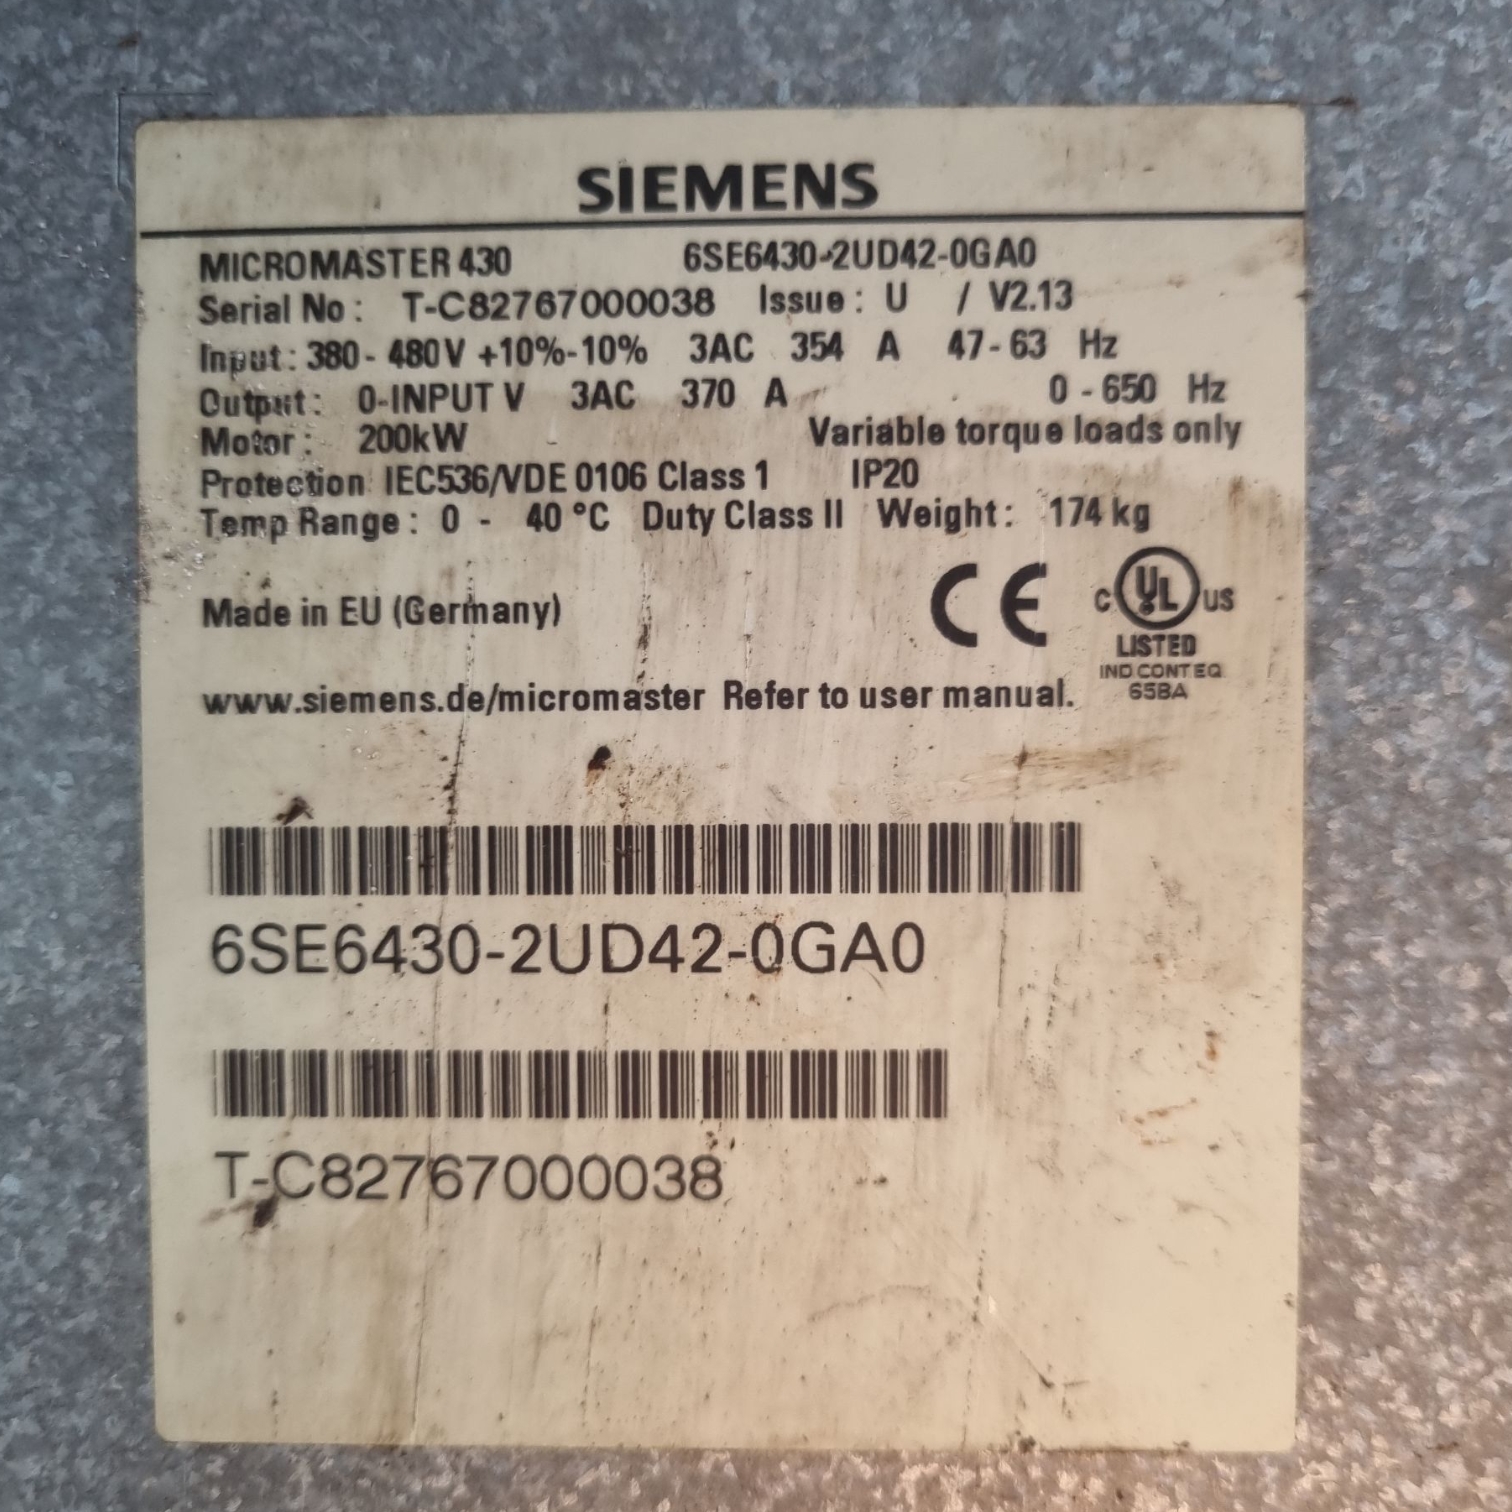 SIEMENS
MICROMASTER 430 6SE6430-2UD42-0GA0
Serial No : T-C82767000038 Issue : U / V2.13
Input : 380 - 480V +10%-10% 3AC 354 A 47 - 63 Hz
Output : 0-INPUT V 3AC 370 A 0 - 650 Hz
Motor : 200kW Variable torque loads only
Protection IEC536/VDE 0106 Class 1 IP20
Temp Range : 0 - 40 °C Duty Class II Weight : 174 kg
Made in EU (Germany) CE C UL US
LISTED
IND CONT EQ
65BA
www.siemens.de/micromaster Refer to user manual.
6SE6430-2UD42-0GA0
T-C82767000038